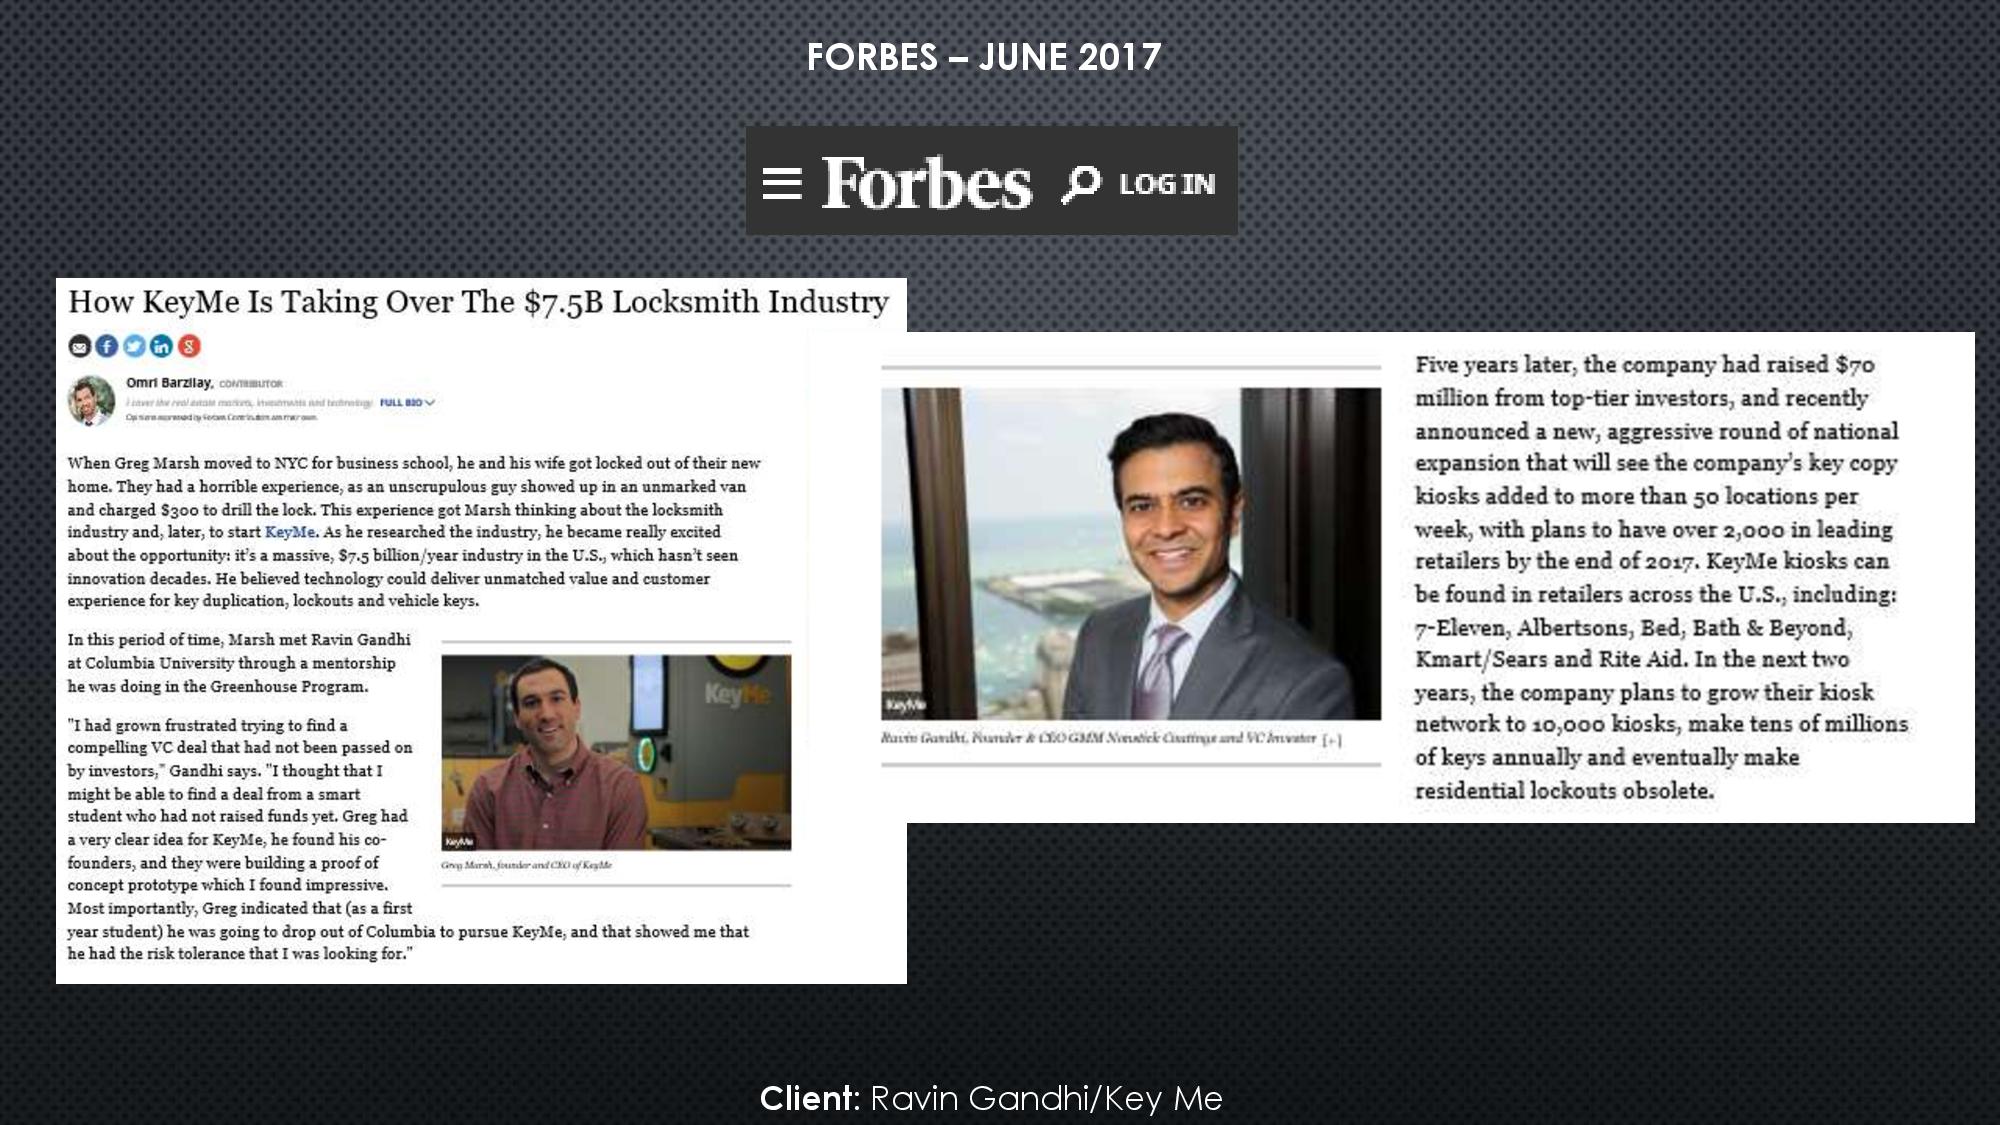 FORBES – JUNE 2017
Forbes LOG IN
How KeyMe Is Taking Over The $7.5B Locksmith Industry
Omri Barzilay, CONTRIBUTOR
I cover the real estate markets, investments and technology. FULL BIO
Opinions expressed by Forbes Contributors are their own.
When Greg Marsh moved to NYC for business school, he and his wife got locked out of their new
home. They had a horrible experience, as an unscrupulous guy showed up in an unmarked van
and charged $300 to drill the lock. This experience got Marsh thinking about the locksmith
industry and, later, to start KeyMe. As he researched the industry, he became really excited
about the opportunity: it's a massive, $7.5 billion/year industry in the U.S., which hasn't seen
innovation decades. He believed technology could deliver unmatched value and customer
experience for key duplication, lockouts and vehicle keys.
In this period of time, Marsh met Ravin Gandhi
at Columbia University through a mentorship
he was doing in the Greenhouse Program.
"I had grown frustrated trying to find a
compelling VC deal that had not been passed on
by investors," Gandhi says. "I thought that I
might be able to find a deal from a smart
student who had not raised funds yet. Greg had
a very clear idea for KeyMe, he found his co-
founders, and they were building a proof of
concept prototype which I found impressive.
Most importantly, Greg indicated that (as a first
year student) he was going to drop out of Columbia to pursue KeyMe, and that showed me that
he had the risk tolerance that I was looking for."
KeyMe
KeyMe
Greg Marsh, founder and CEO of KeyMe
KeyMe
Ravin Gandhi, Founder & CEO GMM Nonstick Coatings and VC Investor [+]
Five years later, the company had raised $70
million from top-tier investors, and recently
announced a new, aggressive round of national
expansion that will see the company's key copy
kiosks added to more than 50 locations per
week, with plans to have over 2,000 in leading
retailers by the end of 2017. KeyMe kiosks can
be found in retailers across the U.S., including:
7-Eleven, Albertsons, Bed, Bath & Beyond,
Kmart/Sears and Rite Aid. In the next two
years, the company plans to grow their kiosk
network to 10,000 kiosks, make tens of millions
of keys annually and eventually make
residential lockouts obsolete.
Client: Ravin Gandhi/Key Me